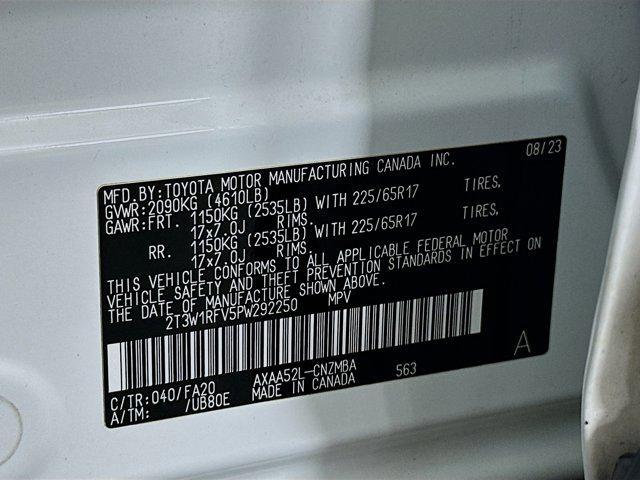 MFD.BY:TOYOTA MOTOR MANUFACTURING CANADA INC. 08/23
GVWR:2090KG (4610LB)
GAWR:FRT. 1150KG (2535LB) WITH 225/65R17 TIRES,
17x7.0J RIMS.
RR. 1150KG (2535LB) WITH 225/65R17 TIRES,
17x7.0J RIMS.
THIS VEHICLE CONFORMS TO ALL APPLICABLE FEDERAL MOTOR
VEHICLE SAFETY AND THEFT PREVENTION STANDARDS IN EFFECT ON
THE DATE OF MANUFACTURE SHOWN ABOVE.
2T3W1RFV5PW292250 MPV
A
C/TR:040/FA20 AXAA52L-CNZMBA 563
A/TM: /UB80E MADE IN CANADA